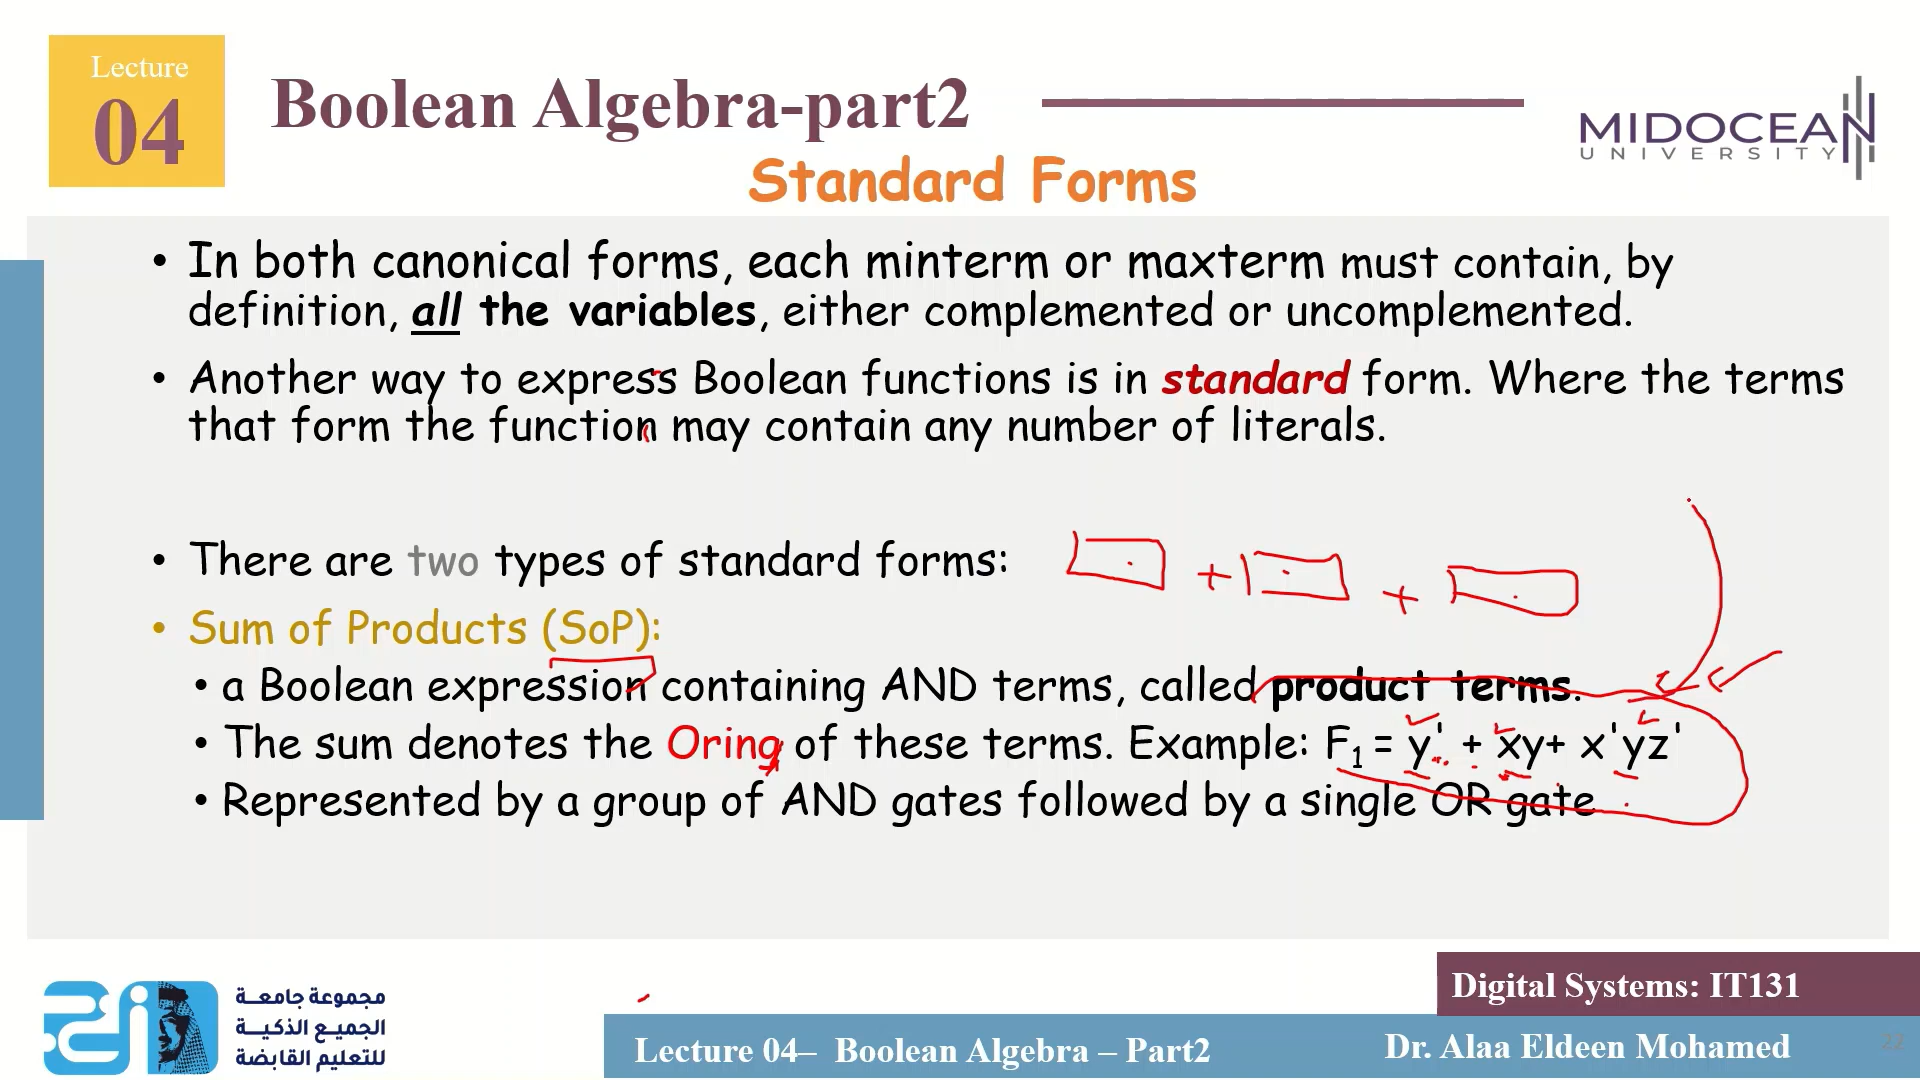 Lecture
04
Boolean Algebra-part2
MIDOCEAN
UNIVERSITY
Standard Forms
• In both canonical forms, each minterm or maxterm must contain, by
definition, all the variables, either complemented or uncomplemented.
• Another way to express Boolean functions is in standard form. Where the terms
that form the function may contain any number of literals.
• There are two types of standard forms:
+ +
• Sum of Products (SoP):
• a Boolean expression containing AND terms, called product terms.
• The sum denotes the Oring of these terms. Example: F₁ = y' + xy+ x'yz'
• Represented by a group of AND gates followed by a single OR gate
مجموعة جامعة
الجميع الذكية
للتعليم القابضة
Digital Systems: IT131
Lecture 04– Boolean Algebra – Part2
Dr. Alaa Eldeen Mohamed